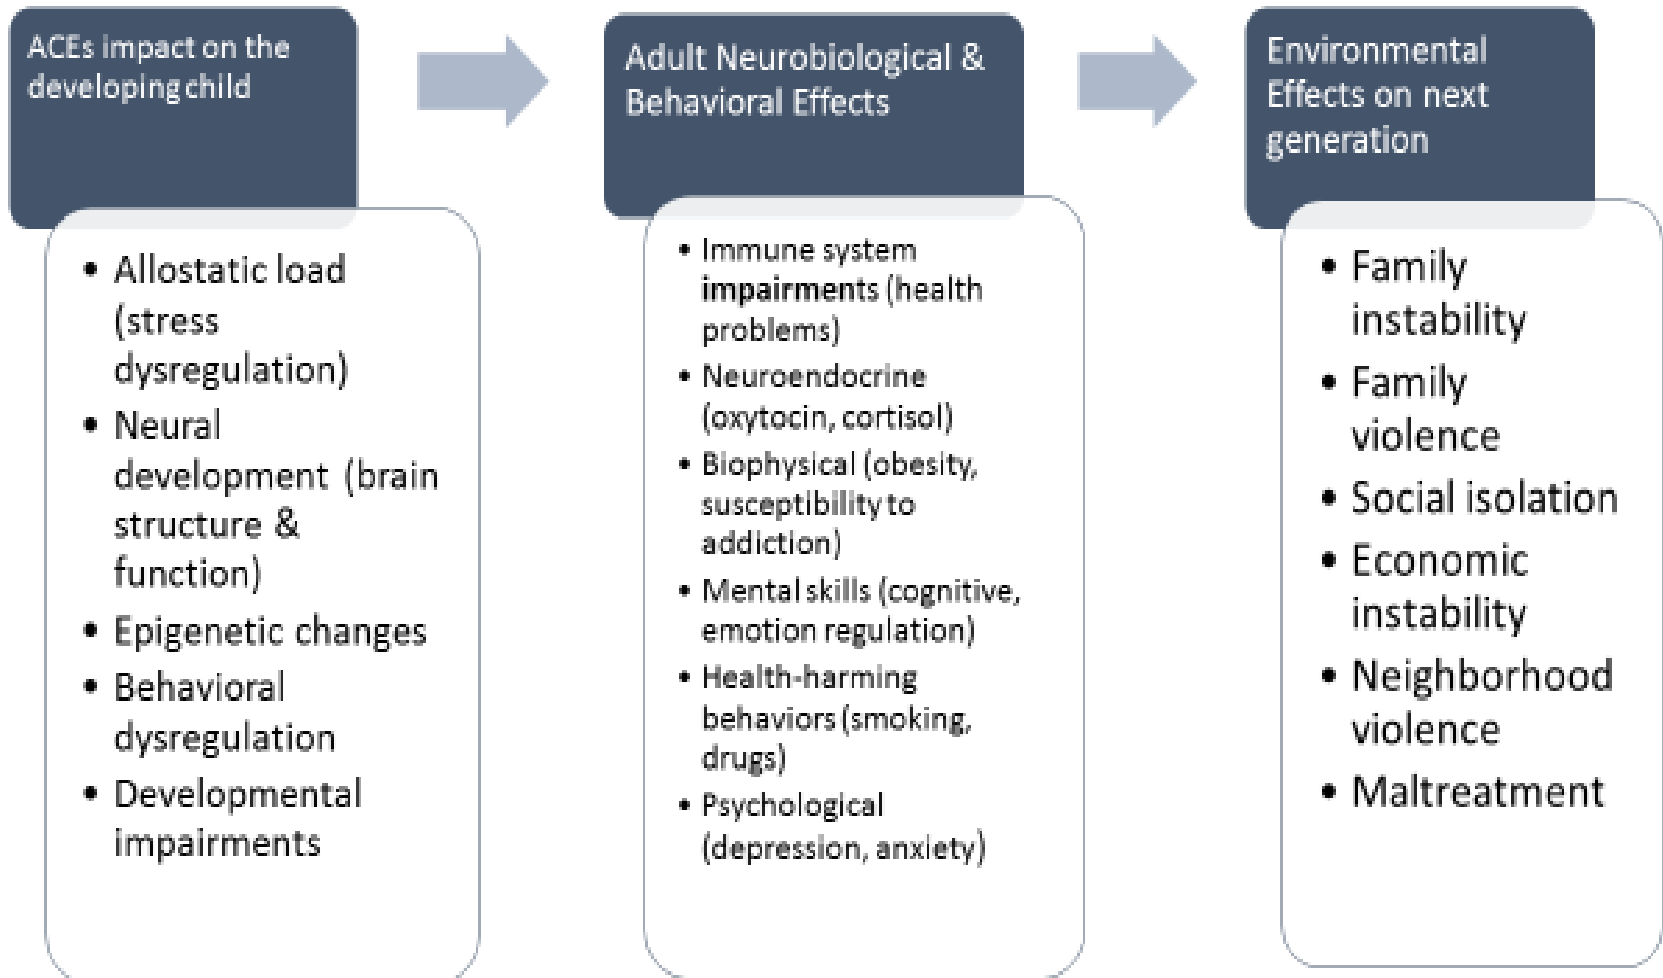 ACEs impact on the
developing child
• Allostatic load
(stress
dysregulation)
• Neural
development (brain
structure &
function)
• Epigenetic changes
• Behavioral
dysregulation
• Developmental
impairments
Adult Neurobiological &
Behavioral Effects
• Immune system
impairments (health
problems)
• Neuroendocrine
(oxytocin, cortisol)
• Biophysical (obesity,
susceptibility to
addiction)
• Mental skills (cognitive,
emotion regulation)
• Health-harming
behaviors (smoking,
drugs)
• Psychological
(depression, anxiety)
Environmental
Effects on next
generation
• Family
instability
• Family
violence
• Social isolation
• Economic
instability
• Neighborhood
violence
• Maltreatment